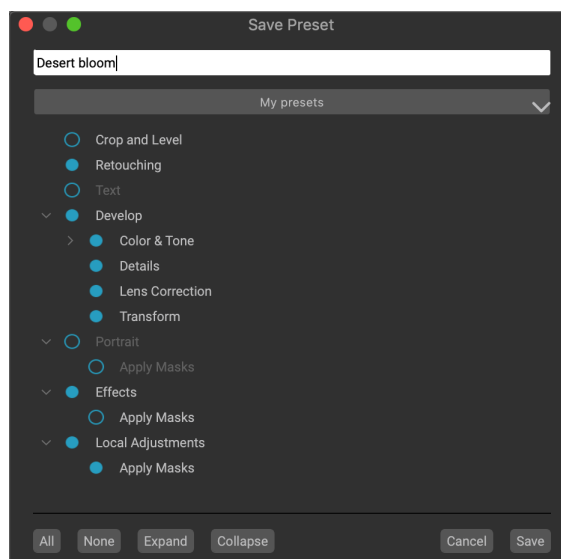 Save Preset
Desert bloom
My presets
Crop and Level
Retouching
Text
Develop
Color & Tone
Details
Lens Correction
Transform
Portrait
Apply Masks
Effects
Apply Masks
Local Adjustments
Apply Masks
All None Expand Collapse Cancel Save